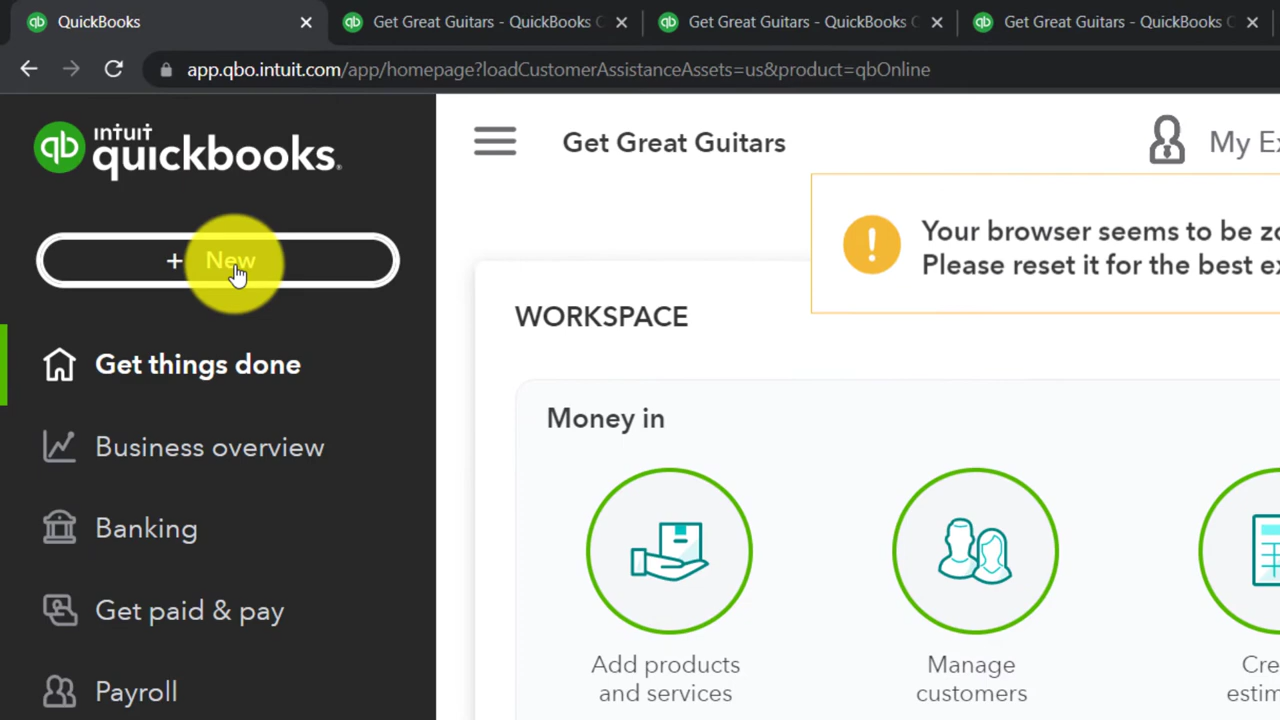 QuickBooks
Get Great Guitars - QuickBooks
Get Great Guitars - QuickBooks
Get Great Guitars - QuickBooks
app.qbo.intuit.com/app/homepage?loadCustomerAssistanceAssets=us&product=qbOnline
qb intuit quickbooks.
Get Great Guitars
My
+ New
Your browser seems to be
Please reset it for the best
Get things done
WORKSPACE
Business overview
Money in
Banking
Get paid & pay
Payroll
Add products
and services
Manage
customers